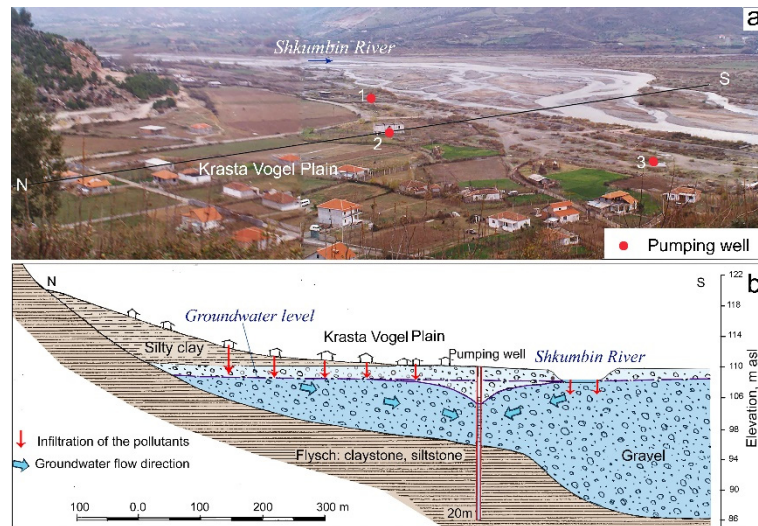 a
Shkumbin River
1
S
2
Krasta Vogel Plain
3
N
Pumping well
b
N
S
122
118
Groundwater level
Krasta Vogel Plain
114
Silty clay
Pumping well
Shkumbin River
110
106
102
Infiltration of the pollutants
98
Groundwater flow direction
Flysch: claystone, siltstone
Gravel
94
90
100 0.0 100 200 300 m
20m
86
Elevation, m asl